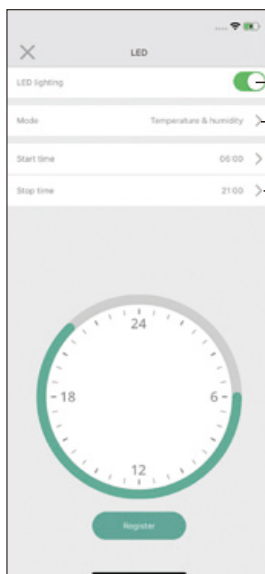 LED
LED lighting
Mode Temperature & humidity
Start time 06:00
Stop time 21:00
24
18 6
12
Register